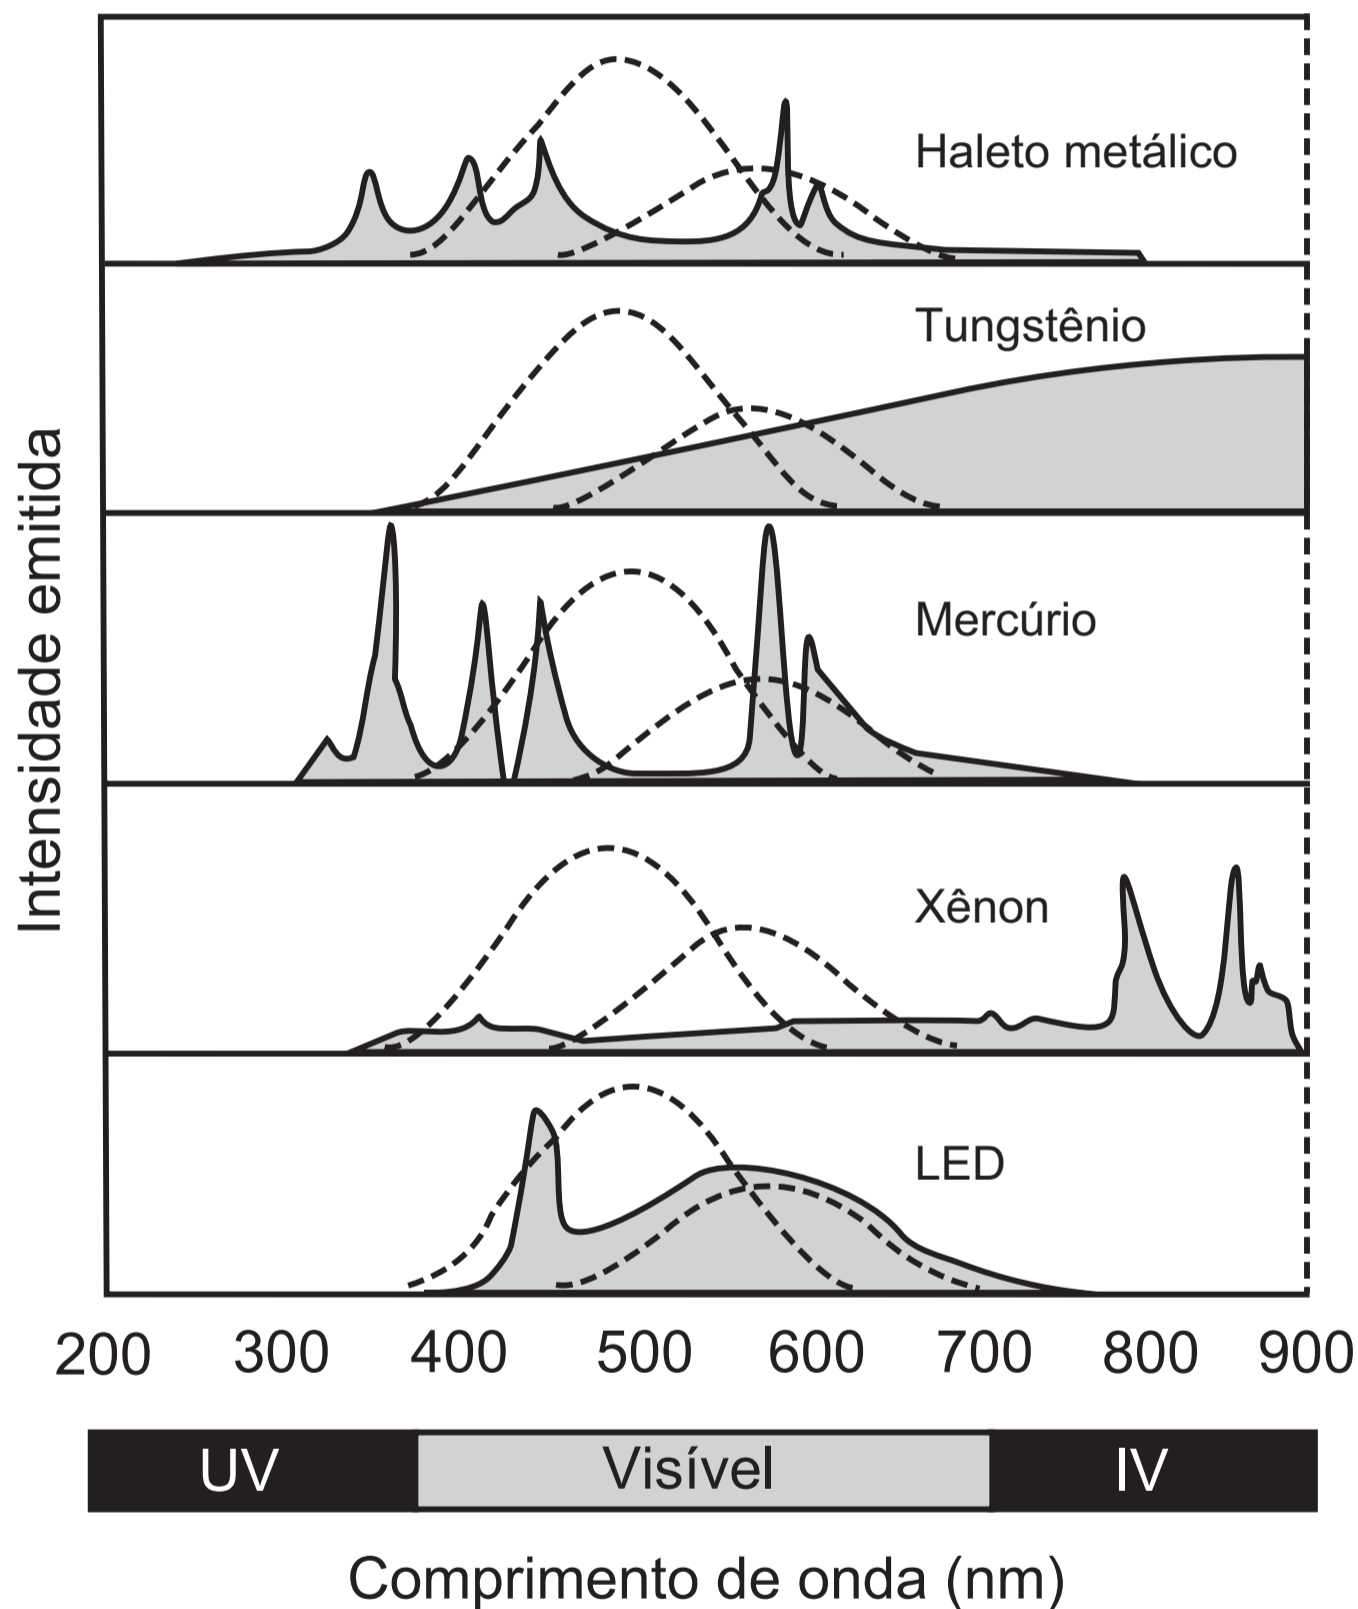 Haleto metálico
Tungstênio
Mercúrio
Xênon
LED
Intensidade emitida
200 300 400 500 600 700 800 900
UV Visível IV
Comprimento de onda (nm)